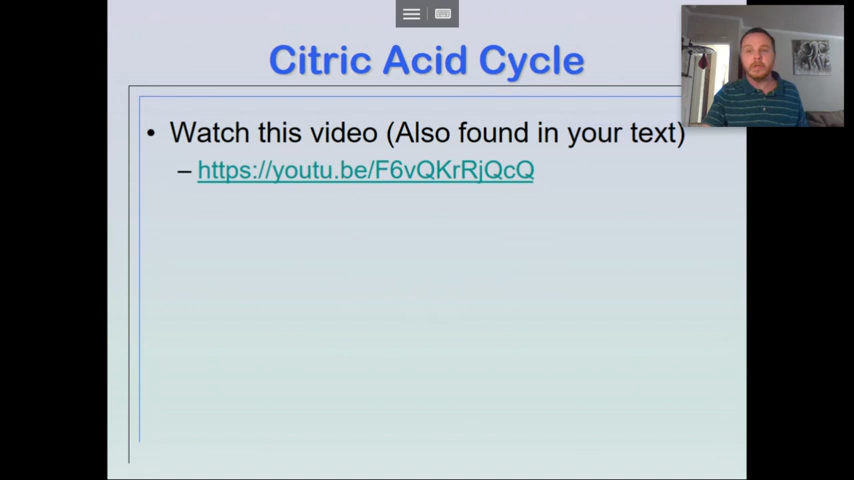 Citric Acid Cycle
• Watch this video (Also found in your text)
– https://youtu.be/F6vQKrRjQcQ